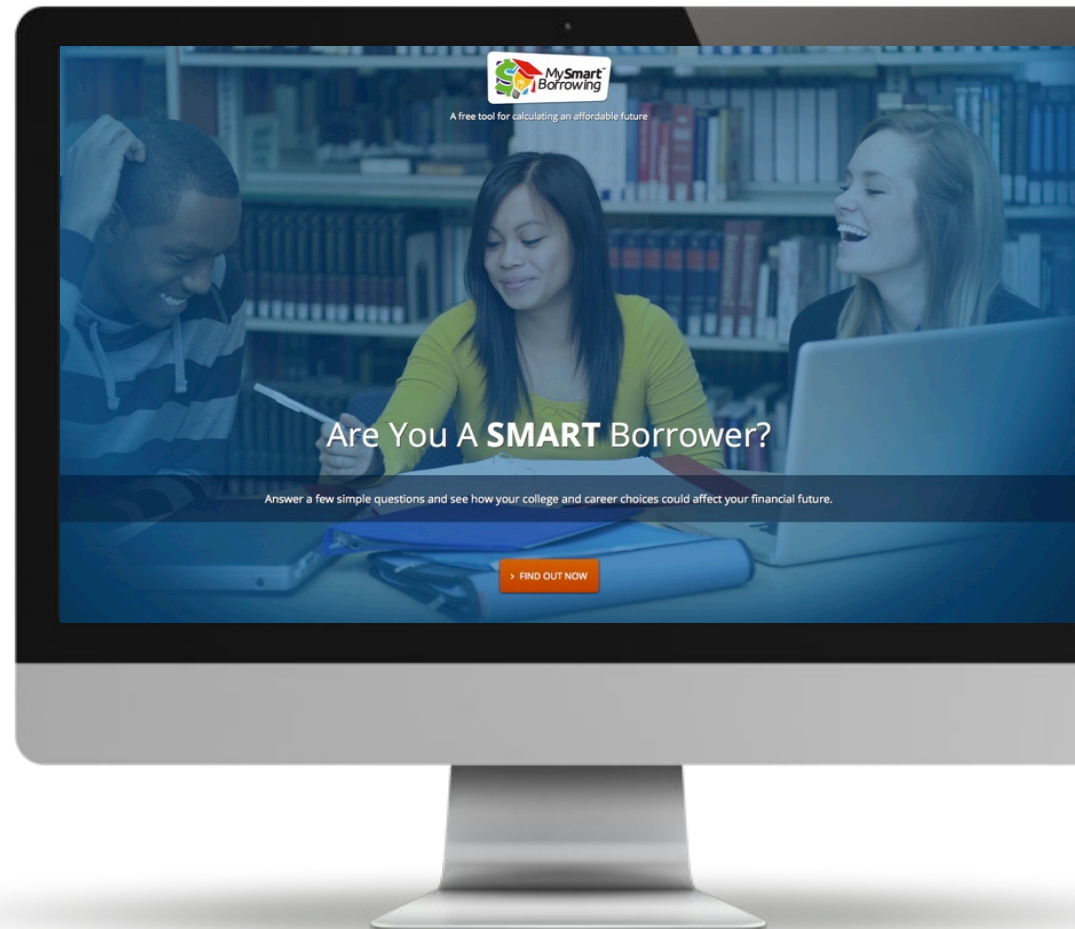 MySmart™
Borrowing
A free tool for calculating an affordable future
Are You A SMART Borrower?
Answer a few simple questions and see how your college and career choices could affect your financial future.
> FIND OUT NOW